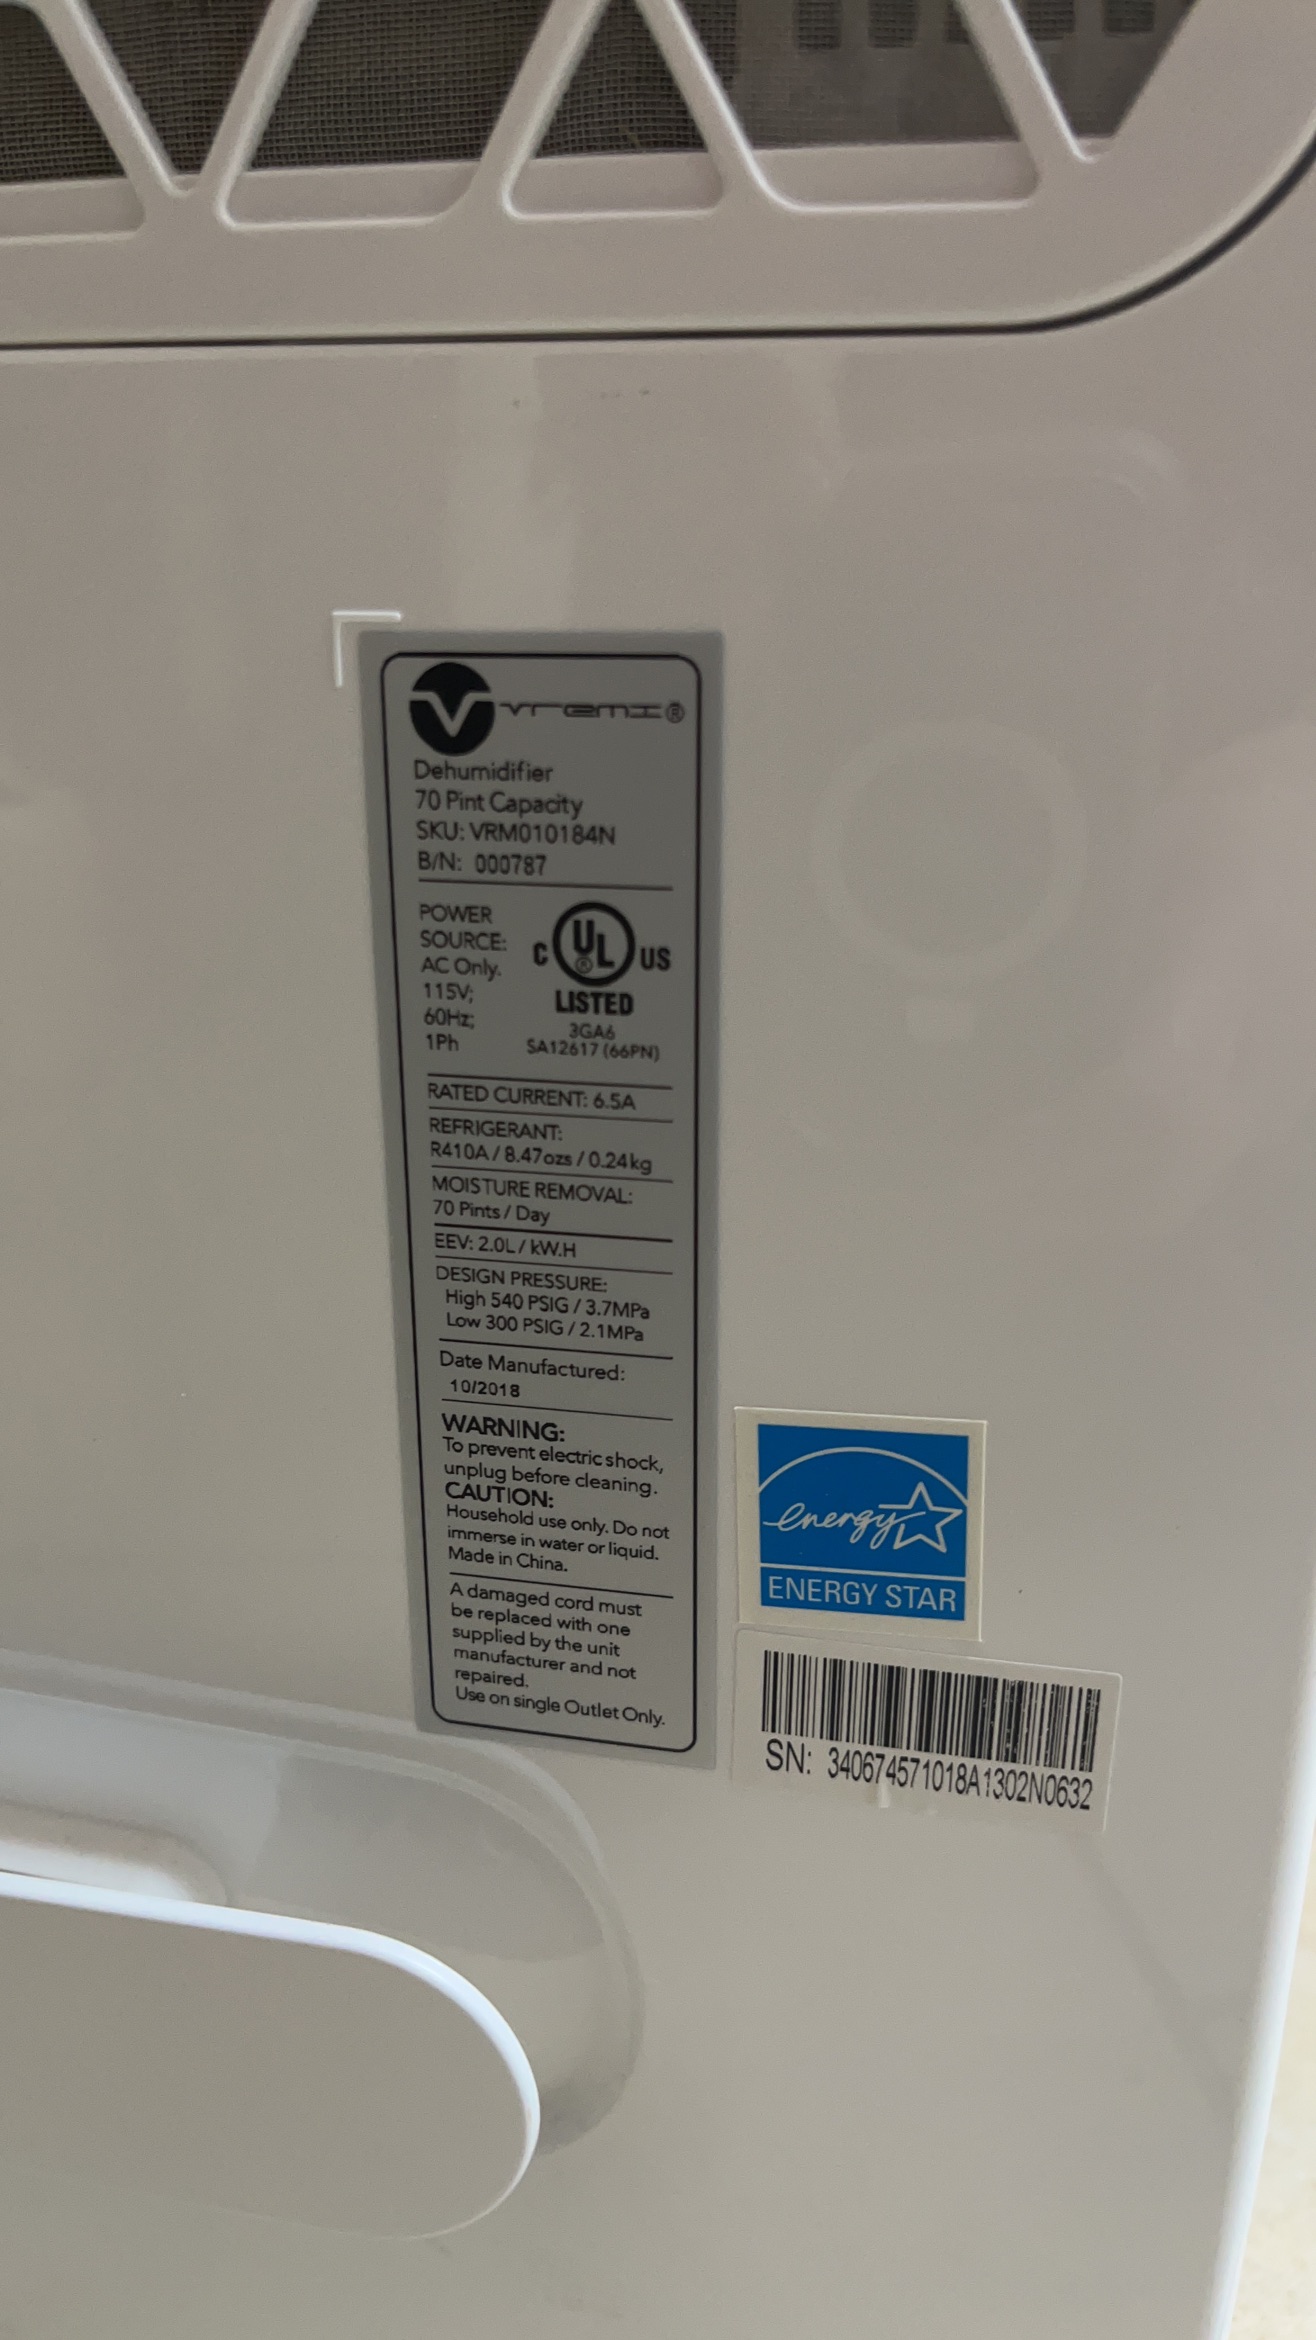 V vremi®
Dehumidifier
70 Pint Capacity
SKU: VRM010184N
B/N: 000787
POWER
SOURCE:
AC Only.
115V;
60Hz;
1Ph
C UL® US
LISTED
3GA6
SA12617 (66PN)
RATED CURRENT: 6.5A
REFRIGERANT:
R410A / 8.47ozs / 0.24kg
MOISTURE REMOVAL:
70 Pints / Day
EEV: 2.0L / kW.H
DESIGN PRESSURE:
High 540 PSIG / 3.7MPa
Low 300 PSIG / 2.1MPa
Date Manufactured:
10/2018
WARNING:
To prevent electric shock,
unplug before cleaning.
CAUTION:
Household use only. Do not
immerse in water or liquid.
Made in China.
A damaged cord must
be replaced with one
supplied by the unit
manufacturer and not
repaired.
Use on single Outlet Only.
energy
ENERGY STAR
SN: 340674571018A1302N0632